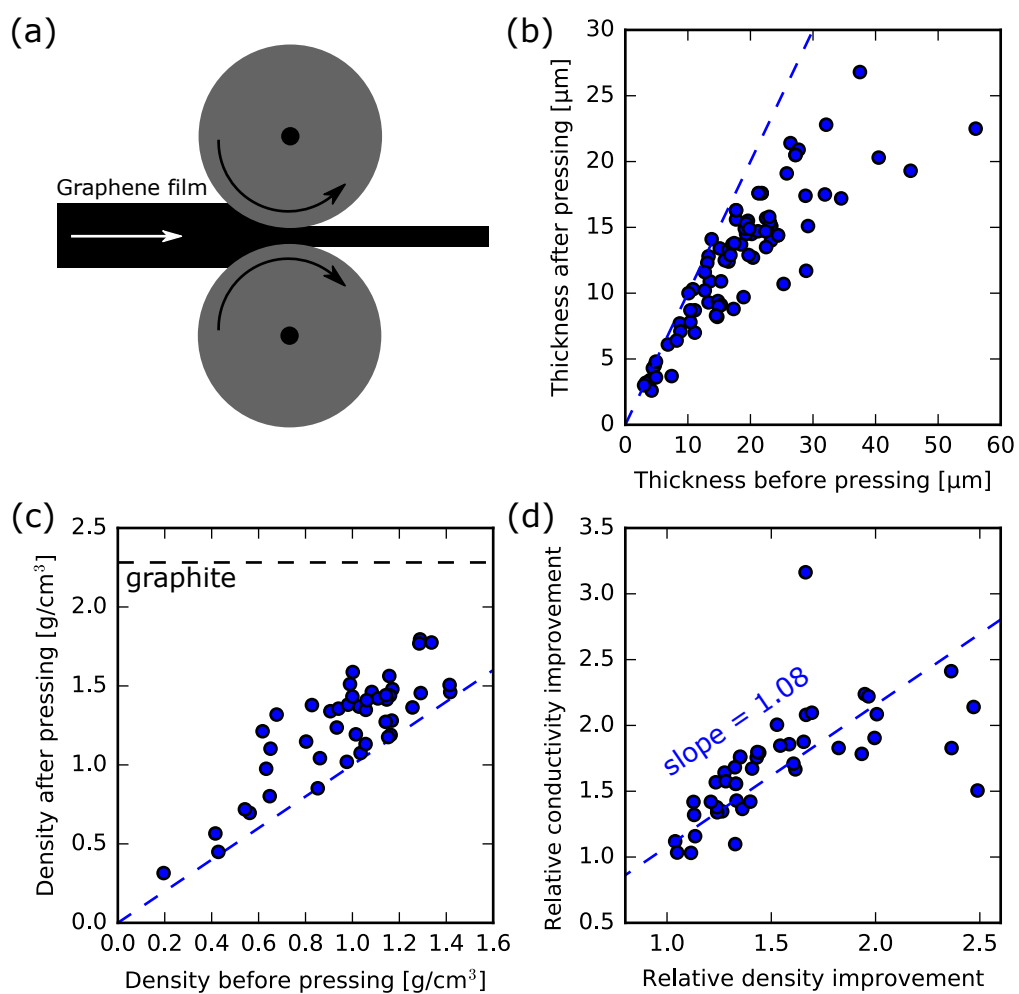 (a)
Graphene film
(b)
Thickness after pressing [μm]
30
25
20
15
10
5
0
0 10 20 30 40 50 60
Thickness before pressing [μm]
(c)
Density after pressing [g/cm³]
2.5
2.0
1.5
1.0
0.5
0.0
graphite
0.0 0.2 0.4 0.6 0.8 1.0 1.2 1.4 1.6
Density before pressing [g/cm³]
(d)
Relative conductivity improvement
3.5
3.0
2.5
2.0
1.5
1.0
0.5
slope = 1.08
1.0 1.5 2.0 2.5
Relative density improvement